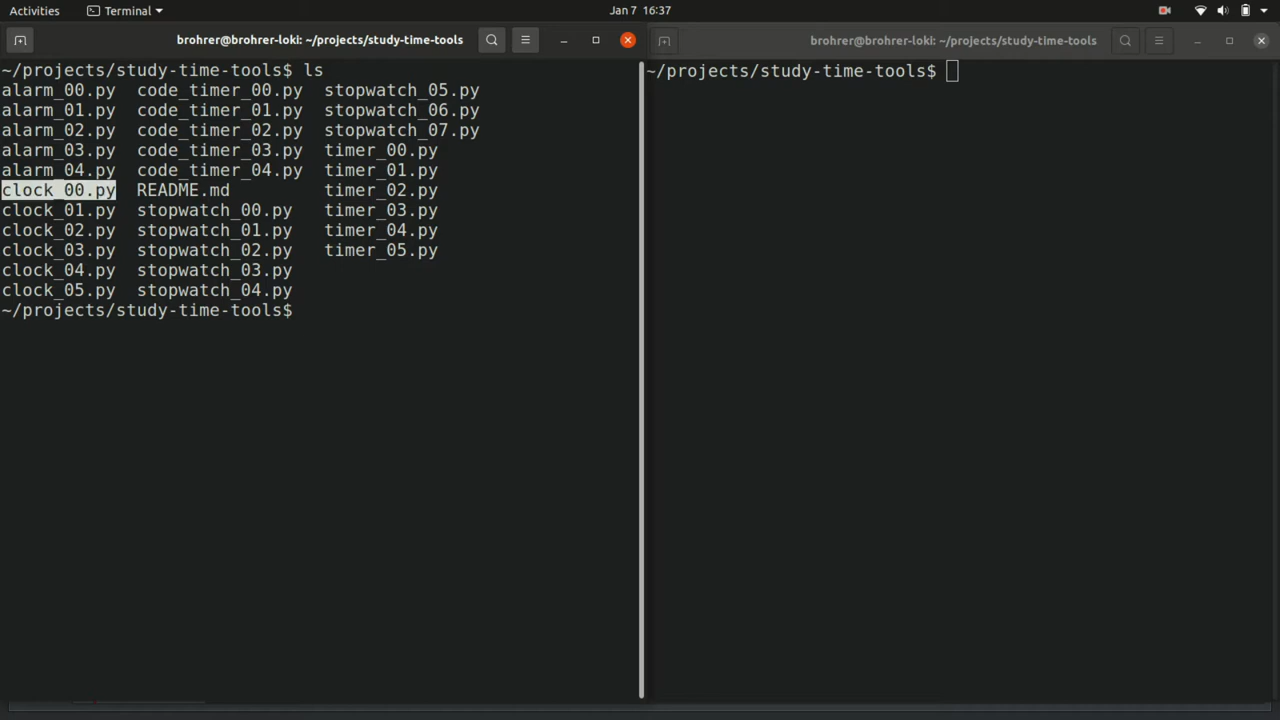 Activities Terminal Jan 7 16:37
brohrer@brohrer-loki: ~/projects/study-time-tools
~/projects/study-time-tools$ ls
alarm_00.py code_timer_00.py stopwatch_05.py
alarm_01.py code_timer_01.py stopwatch_06.py
alarm_02.py code_timer_02.py stopwatch_07.py
alarm_03.py code_timer_03.py timer_00.py
alarm_04.py code_timer_04.py timer_01.py
clock_00.py README.md timer_02.py
clock_01.py stopwatch_00.py timer_03.py
clock_02.py stopwatch_01.py timer_04.py
clock_03.py stopwatch_02.py timer_05.py
clock_04.py stopwatch_03.py
clock_05.py stopwatch_04.py
~/projects/study-time-tools$
brohrer@brohrer-loki: ~/projects/study-time-tools
~/projects/study-time-tools$